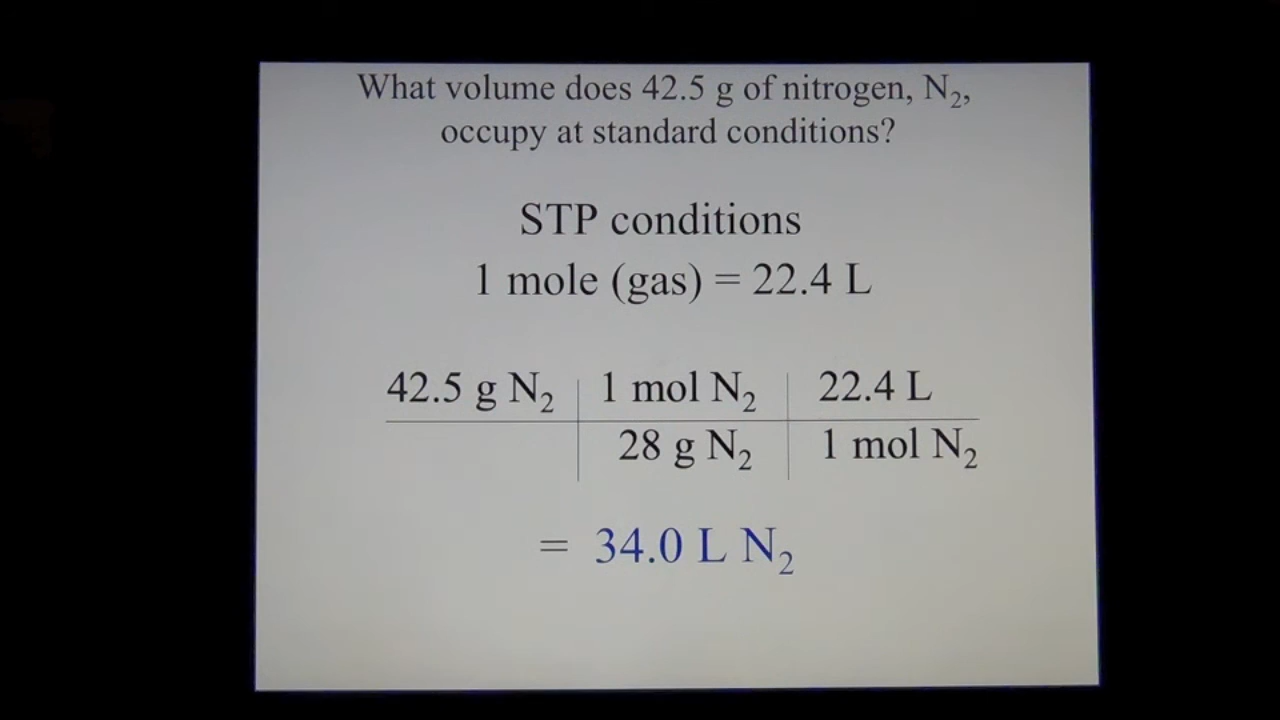 What volume does 42.5 g of nitrogen, N₂,
occupy at standard conditions?
STP conditions
1 mole (gas) = 22.4 L
42.5 g N₂ 1 mol N₂ 22.4 L
28 g N₂ 1 mol N₂
= 34.0 L N₂